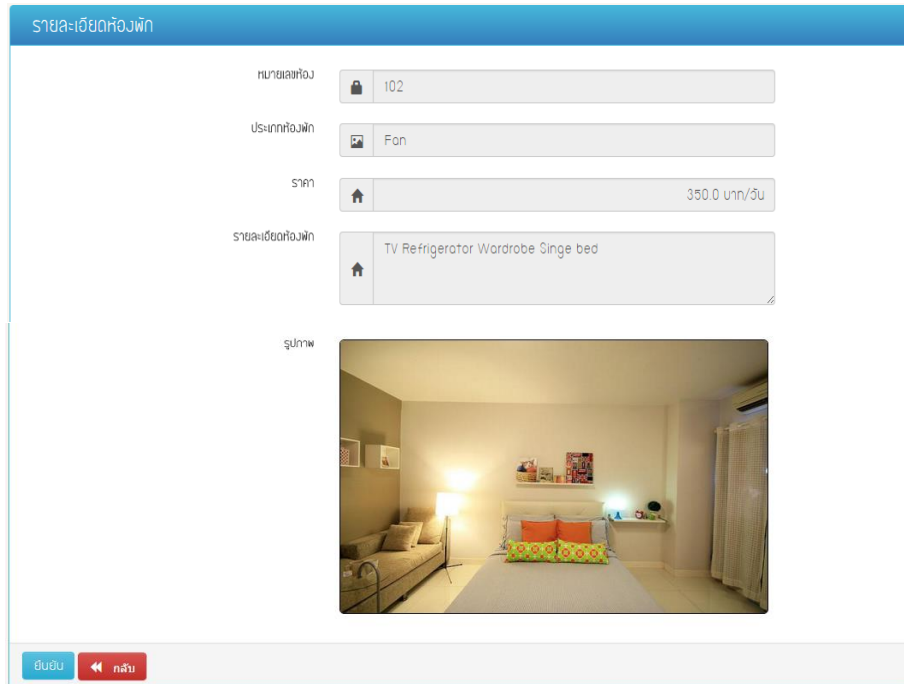 รายละเอียดห้องพัก
หมายเลขห้อง
102
ประเภทห้องพัก
Fan
ราคา
350.0 บาท/วัน
รายละเอียดห้องพัก
TV Refrigerator Wardrobe Singe bed
รูปภาพ
ยืนยัน
กลับ